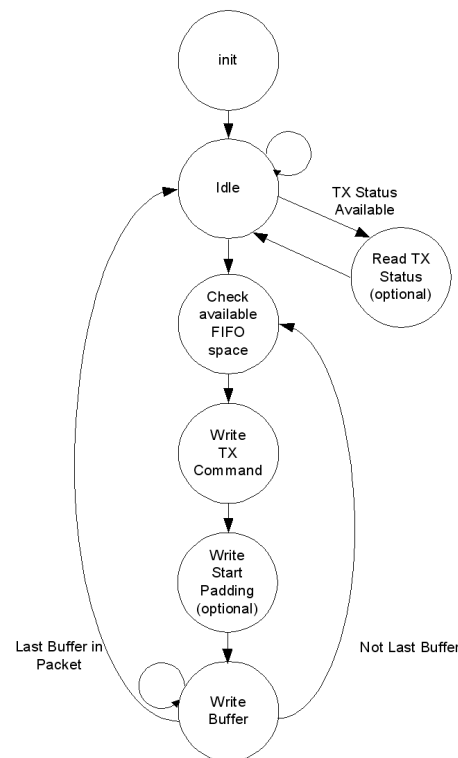 init
Idle
TX Status
Available
Read TX
Status
(optional)
Check
available
FIFO
space
Write
TX
Command
Write
Start
Padding
(optional)
Last Buffer in
Packet
Not Last Buffer
Write
Buffer